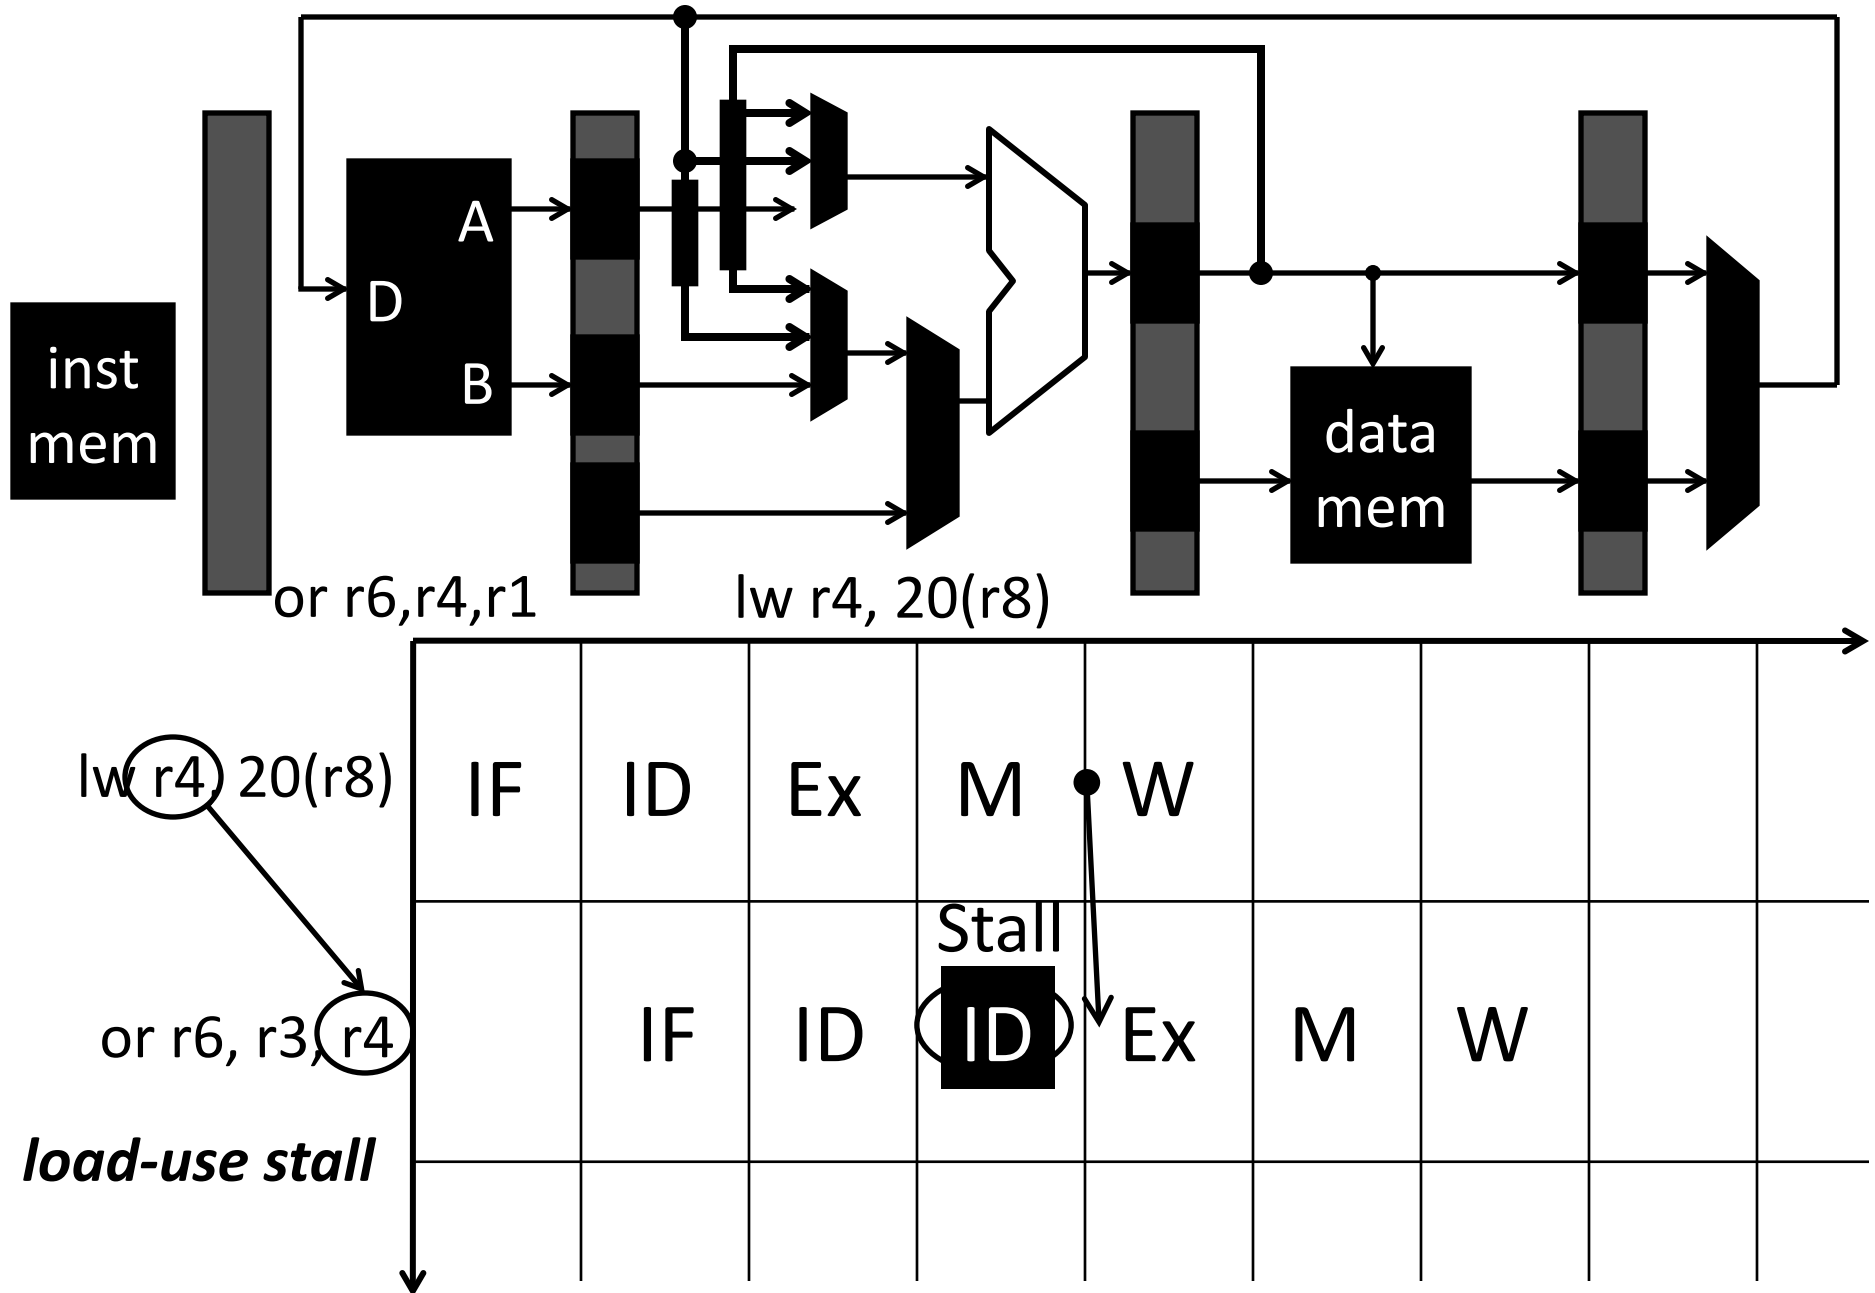 A
D
B
inst
mem
data
mem
or r6,r4,r1
lw r4, 20(r8)
lw r4, 20(r8)
IF ID Ex M W
Stall
or r6, r3, r4
IF ID ID Ex M W
load-use stall